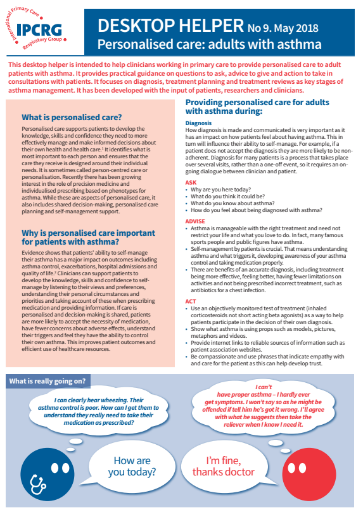 International Primary Care
IPCRG
Respiratory Group
DESKTOP HELPER No 9. May 2018
Personalised care: adults with asthma
This desktop helper is intended to help clinicians working in primary care to provide personalised care to adult
patients with asthma. It provides practical guidance on questions to ask, advice to give and action to take in
consultations with patients. It focuses on diagnosis, treatment planning and treatment reviews as key stages of
asthma management. It has been developed with the input of patients, researchers and clinicians.
What is personalised care?
Personalised care supports patients to develop the
knowledge, skills and confidence they need to more
effectively manage and make informed decisions about
their own health and health care. It identifies what is
most important to each person and ensures that the
care they receive is designed around their individual
needs. It is sometimes called person-centred care or
personalisation. Recently there has been growing
interest in the role of precision medicine and
individualised prescribing based on phenotypes for
asthma. While these are aspects of personalised care, it
also includes shared decision making, personalised care
planning and self-management support.
Why is personalised care important
for patients with asthma?
Evidence shows that patients' ability to self-manage
their asthma has a major impact on outcomes including
asthma control, exacerbations, hospital admissions and
quality of life. Clinicians can support patients to
develop the knowledge, skills and confidence to self-
manage by listening to their views and preferences,
understanding their personal circumstances and
priorities and taking account of these when prescribing
medication and providing information. If care is
personalised and decision-making is shared, patients
are more likely to accept the necessity of medication,
have fewer concerns about adverse effects, understand
their triggers and feel they have the ability to control
their own asthma. This improves patient outcomes and
efficient use of healthcare resources.
Providing personalised care for adults
with asthma during:
Diagnosis
How diagnosis is made and communicated is very important as it
has an impact on how patients feel about having asthma. This in
turn will influence their ability to self-manage. For example, if a
patient does not accept the diagnosis they are more likely to be non-
adherent. Diagnosis for many patients is a process that takes place
over several visits, rather than a one-off event, so it requires an on-
going dialogue between clinician and patient.
ASK
• Why are you here today?
• What do you think it could be?
• What do you know about asthma?
• How do you feel about being diagnosed with asthma?
ADVISE
• Asthma is manageable with the right treatment and need not
restrict your life and what you love to do. In fact, many famous
sports people and public figures have asthma.
• Self-management by patients is crucial. That means understanding
asthma and what triggers it, developing awareness of your asthma
control and taking medication properly.
• There are benefits of an accurate diagnosis, including treatment
being more effective, feeling better, having fewer limitations on
activities and not being prescribed incorrect treatment, such as
antibiotics for a chest infection.
ACT
• Use an objectively monitored test of treatment (inhaled
corticosteroids not short acting beta agonists) as a way to help
patients participate in the decision of their own diagnosis.
• Show what asthma is using props such as models, pictures,
metaphors and videos.
• Provide internet links to reliable sources of information such as
patient association websites.
• Be compassionate and use phrases that indicate empathy with
and care for the patient as this can help develop trust.
What is really going on?
I can clearly hear wheezing. Their
asthma control is poor. How can I get them to
understand they really need to take their
medication as prescribed?
I can't
have proper asthma – I hardly ever
get symptoms. I won't say so as he might be
offended if I tell him he's got it wrong. I'll agree
with what he suggests then take the
reliever when I know I need it.
How are
you today?
I'm fine,
thanks doctor